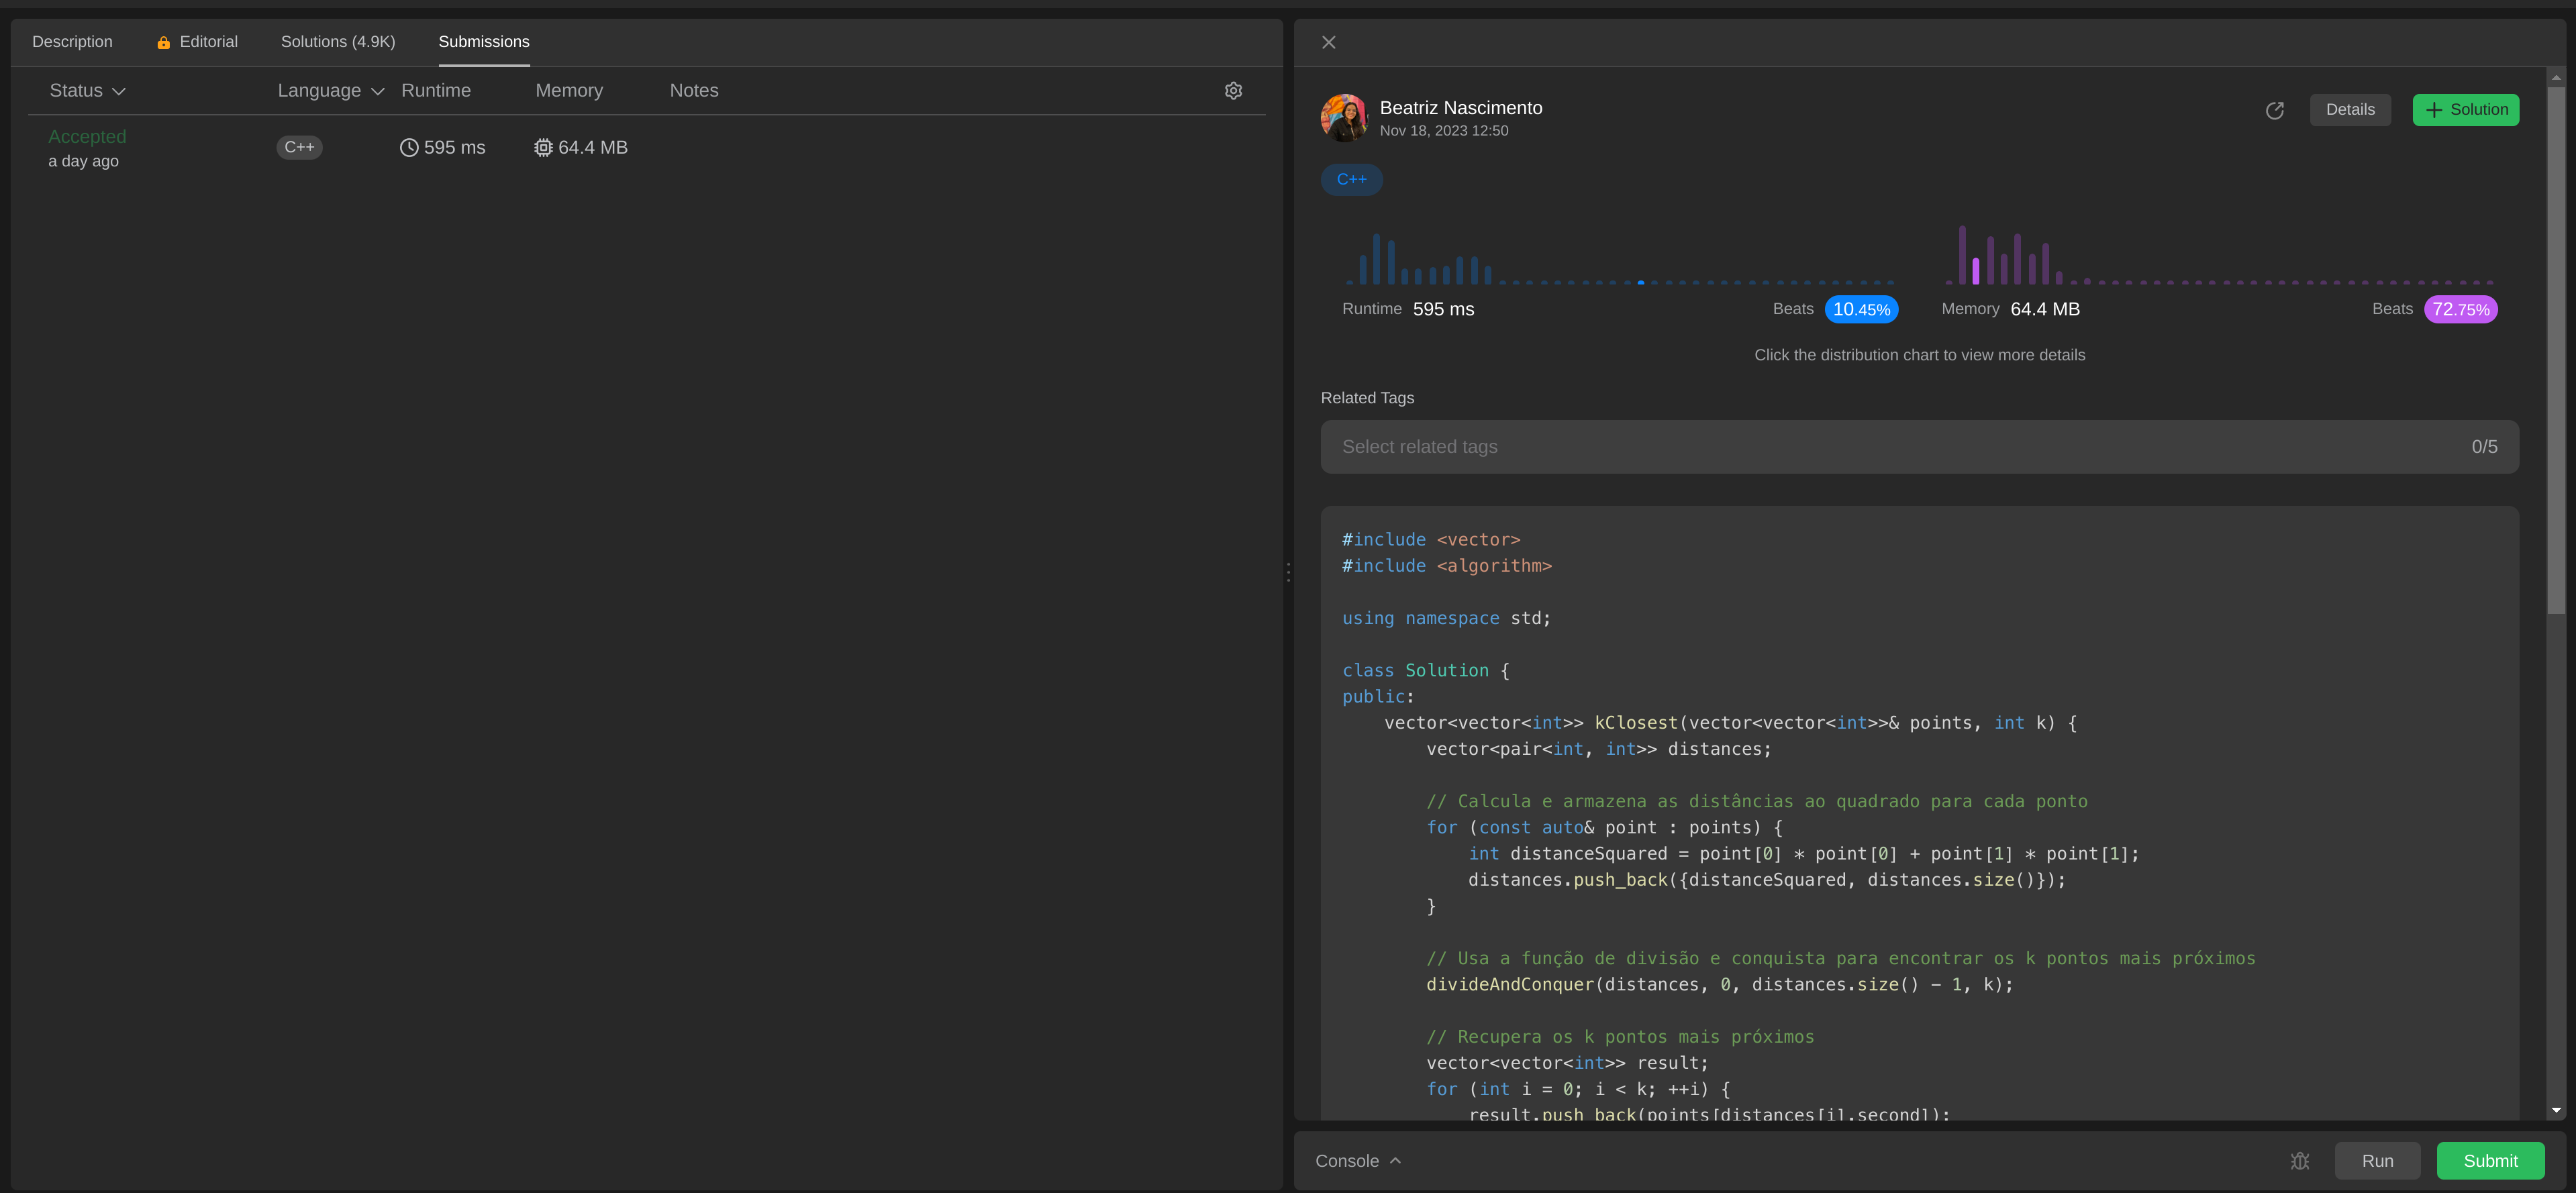 Description
Editorial
Solutions (4.9K)
Submissions
Status
Language
Runtime
Memory
Notes
Accepted
a day ago
C++
595 ms
64.4 MB
Beatriz Nascimento
Nov 18, 2023 12:50
Details
Solution
C++
Runtime 595 ms
Beats 10.45%
Memory 64.4 MB
Beats 72.75%
Click the distribution chart to view more details
Related Tags
Select related tags
0/5
#include <vector>
#include <algorithm>
using namespace std;
class Solution {
public:
    vector<vector<int>> kClosest(vector<vector<int>>& points, int k) {
        vector<pair<int, int>> distances;
        // Calcula e armazena as distâncias ao quadrado para cada ponto
        for (const auto& point : points) {
            int distanceSquared = point[0] * point[0] + point[1] * point[1];
            distances.push_back({distanceSquared, distances.size()});
        }
        // Usa a função de divisão e conquista para encontrar os k pontos mais próximos
        divideAndConquer(distances, 0, distances.size() - 1, k);
        // Recupera os k pontos mais próximos
        vector<vector<int>> result;
        for (int i = 0; i < k; ++i) {
            result.push_back(points[distances[i].second]);
Console
Run
Submit